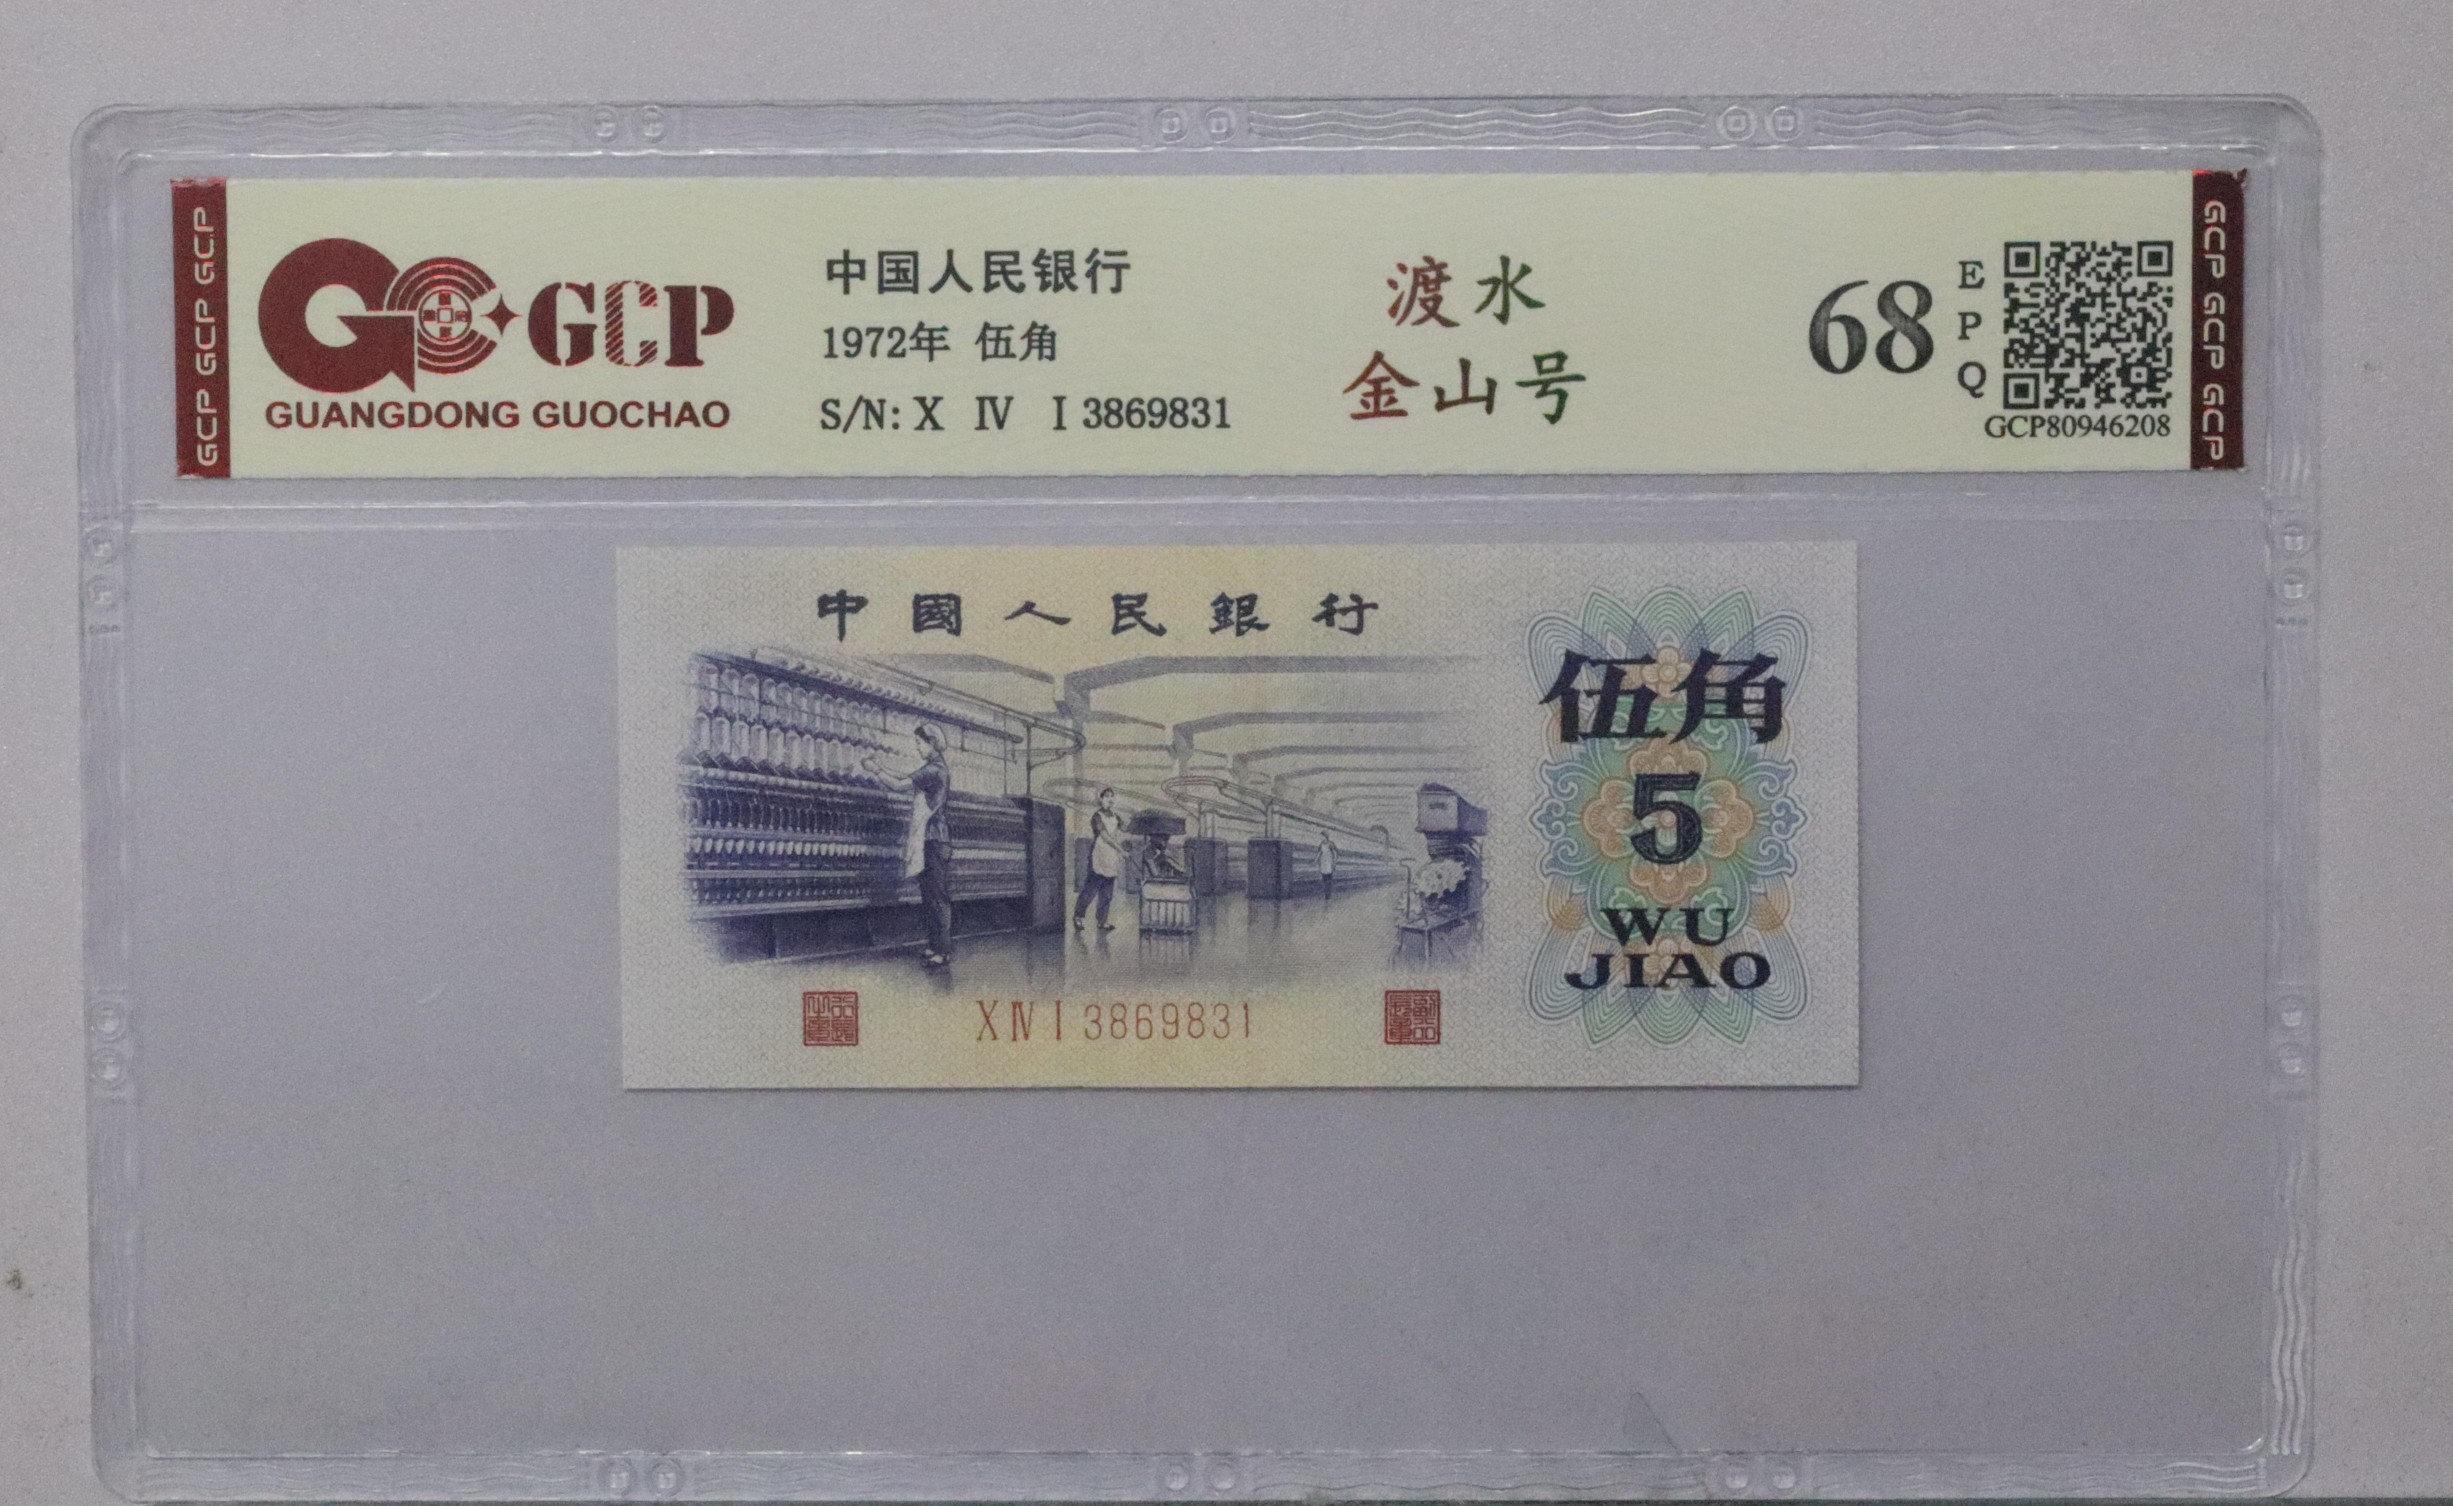 GCP GCP GCP
GCP
GUANGDONG GUOCHAO
中国人民银行
1972年 伍角
S/N: X Ⅳ Ⅰ 3869831
渡水
金山号
68
E
P
Q
GCP80946208
GCP GCP GCP
中國人民銀行
伍角
5
WU
JIAO
X Ⅳ Ⅰ 3869831